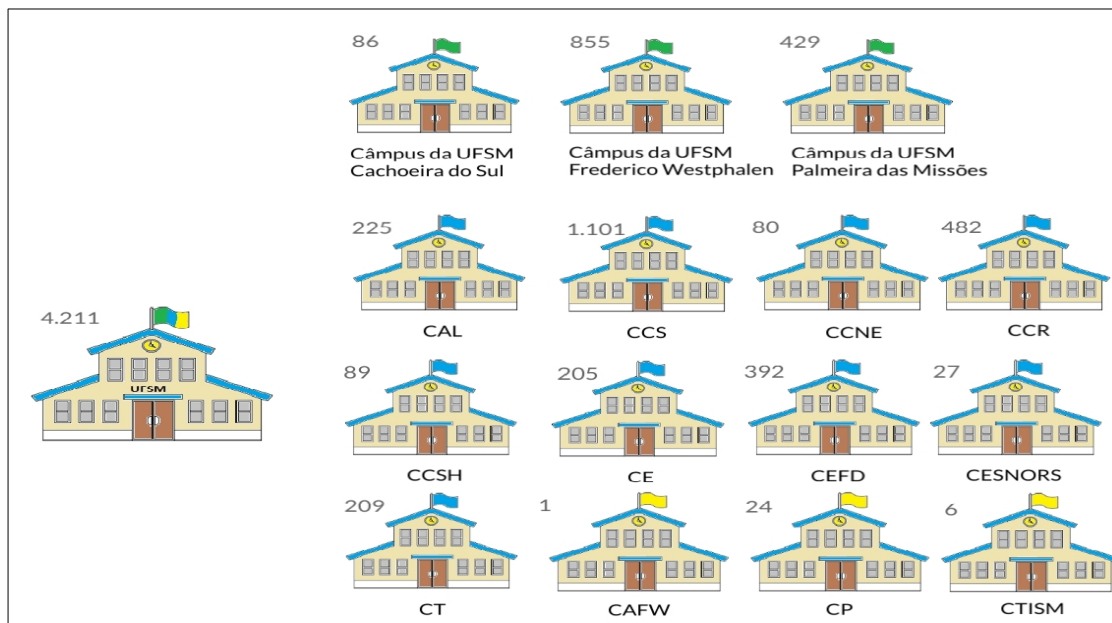 86
855
429
Câmpus da UFSM
Cachoeira do Sul
Câmpus da UFSM
Frederico Westphalen
Câmpus da UFSM
Palmeira das Missões
225
1.101
80
482
CAL
CCS
CCNE
CCR
4.211
UFSM
89
205
392
27
CCSH
CE
CEFD
CESNORS
209
1
24
6
CT
CAFW
CP
CTISM